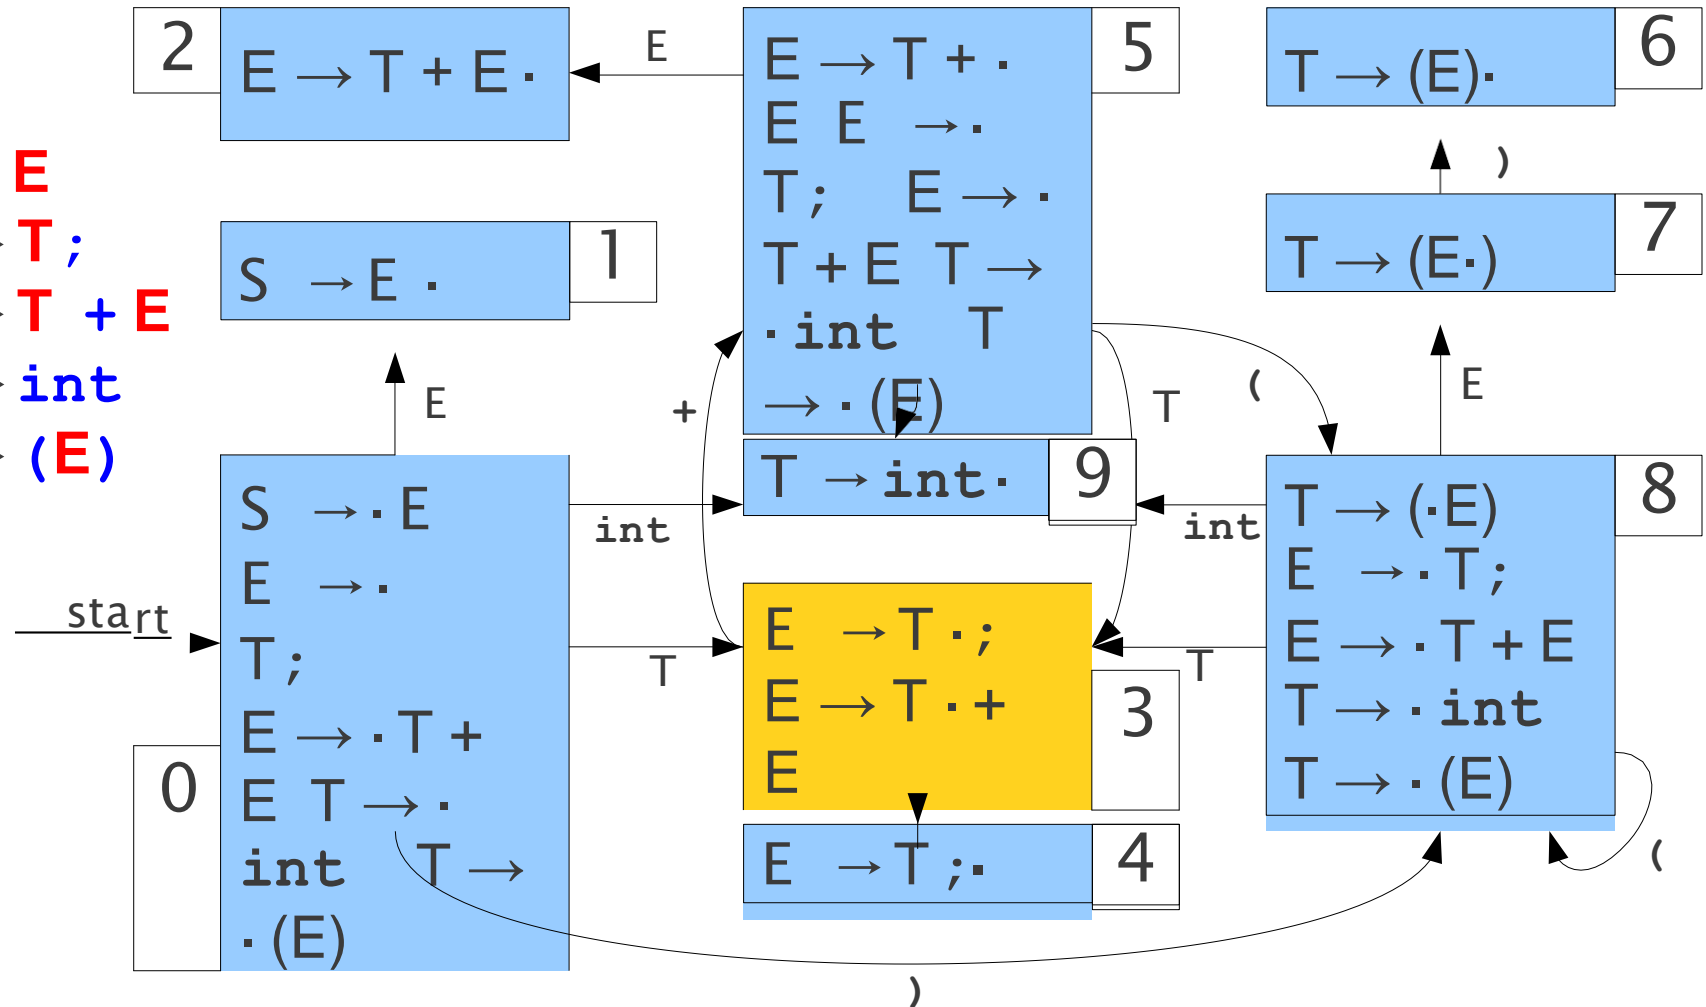 2
E → T + E ·
E
E → T + ·
E E → ·
T; E → ·
T + E T →
· int T
→ · (E)
5
T → (E)·
6
)
T → (E·)
7
E
→ T ;
→ T + E
→ int
→ (E)
S → E ·
1
E
+
T
(
E
T → int ·
9
int
int
start
S → · E
E → ·
T;
E → · T +
E T → ·
int T →
· (E)
0
T
E → T · ;
E → T · +
E
3
T
T → (·E)
E → · T;
E → · T + E
T → · int
T → · (E)
8
E → T ; ·
4
(
)